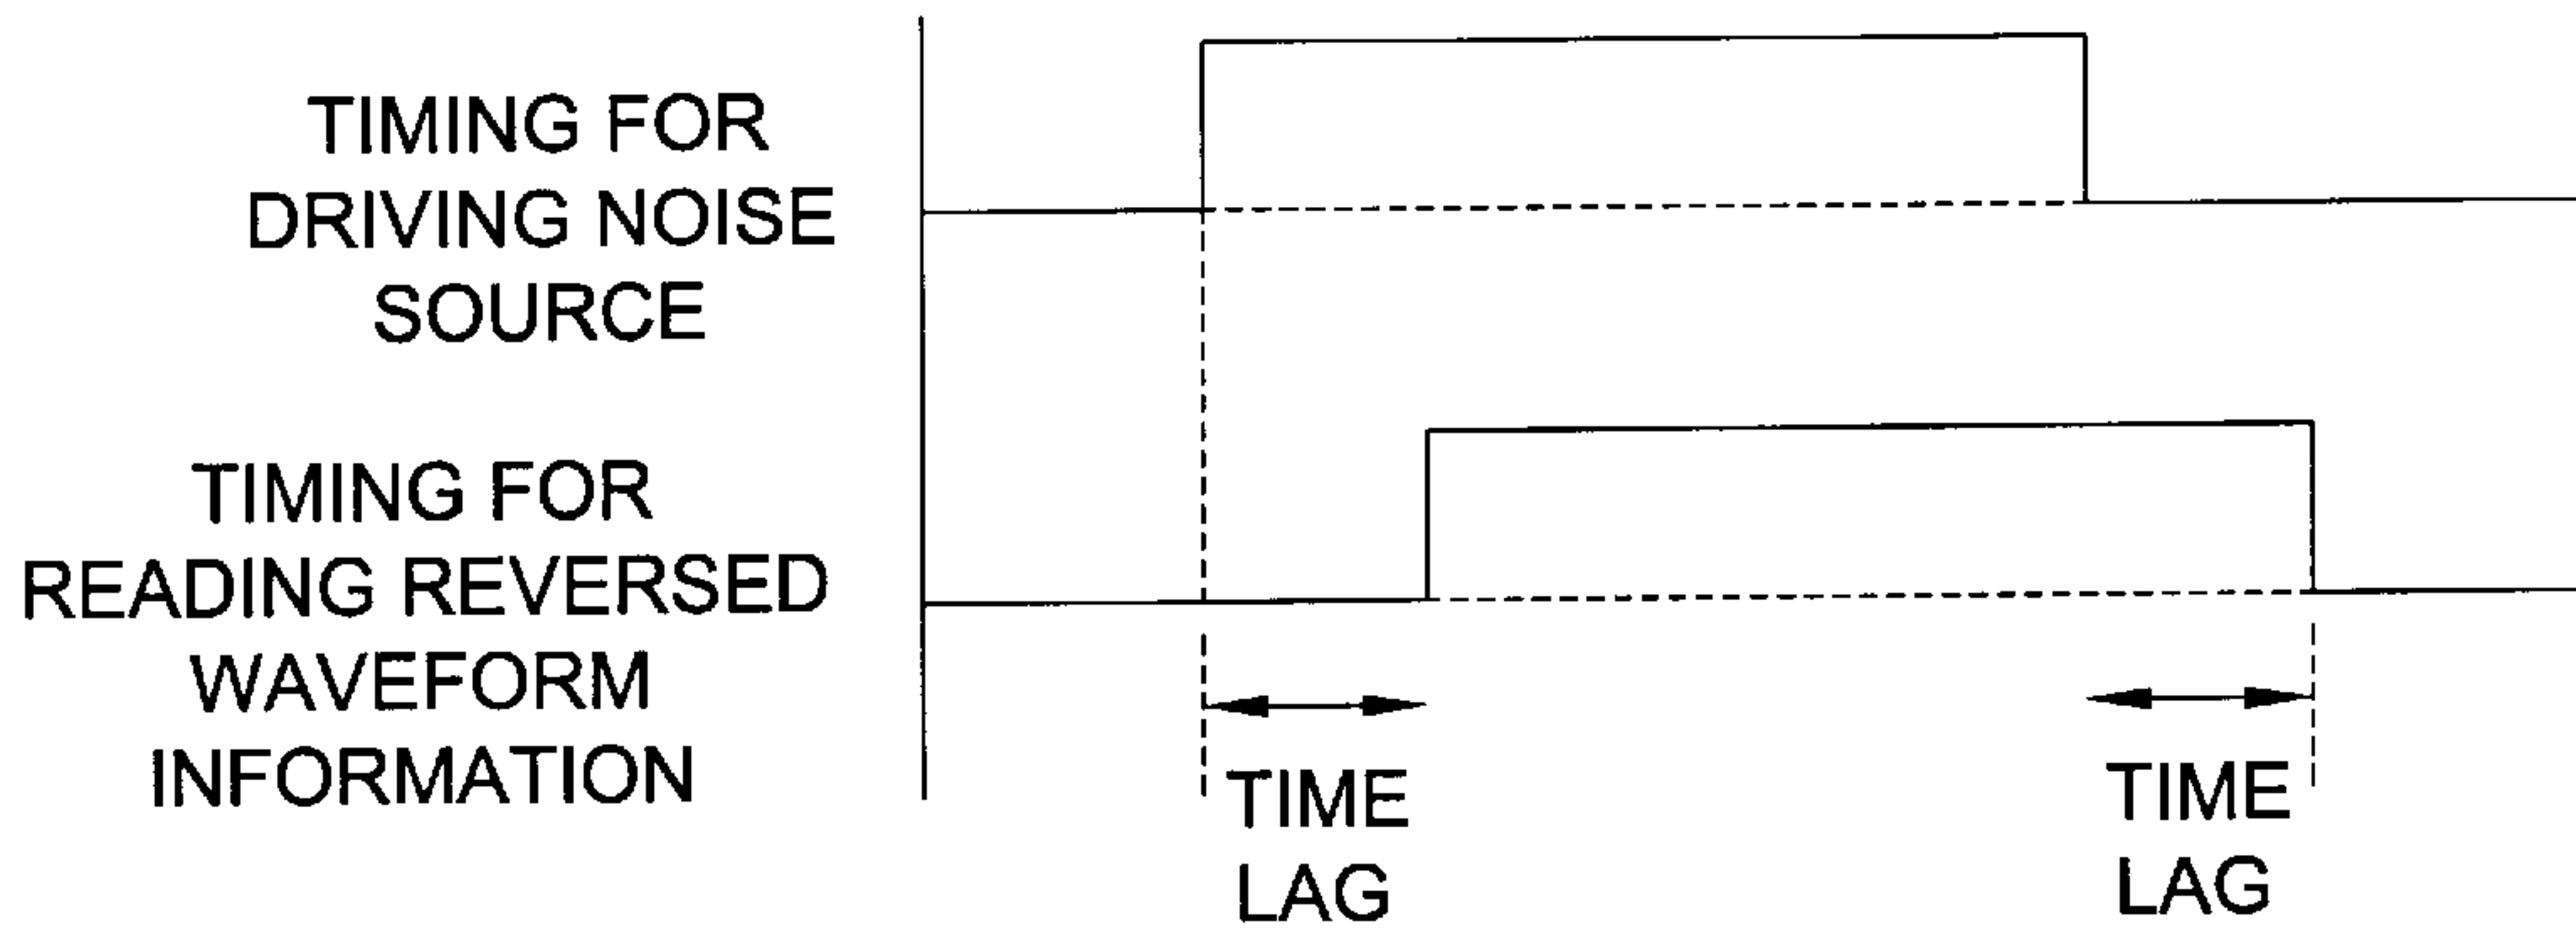 TIMING FOR
DRIVING NOISE
SOURCE
TIMING FOR
READING REVERSED
WAVEFORM
INFORMATION
TIME
LAG
TIME
LAG